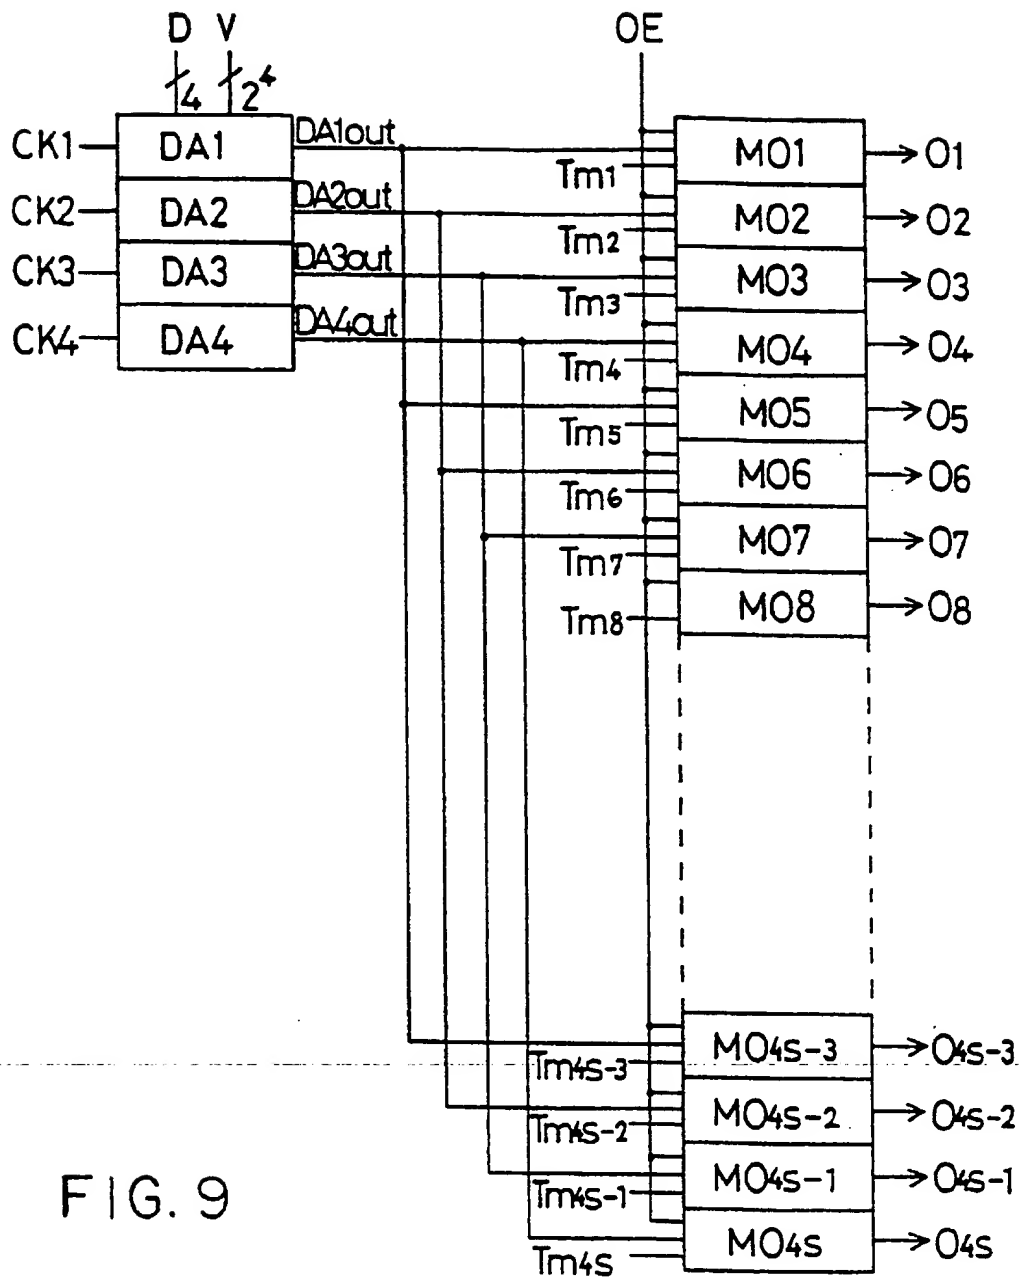 D V OE
4 2⁴
CK1 DA1 DA1out Tm1 MO1 O1
CK2 DA2 DA2out Tm2 MO2 O2
CK3 DA3 DA3out Tm3 MO3 O3
CK4 DA4 DA4out Tm4 MO4 O4
Tm5 MO5 O5
Tm6 MO6 O6
Tm7 MO7 O7
Tm8 MO8 O8
Tm4s-3 MO4s-3 O4s-3
Tm4s-2 MO4s-2 O4s-2
Tm4s-1 MO4s-1 O4s-1
Tm4s MO4s O4s
FIG. 9